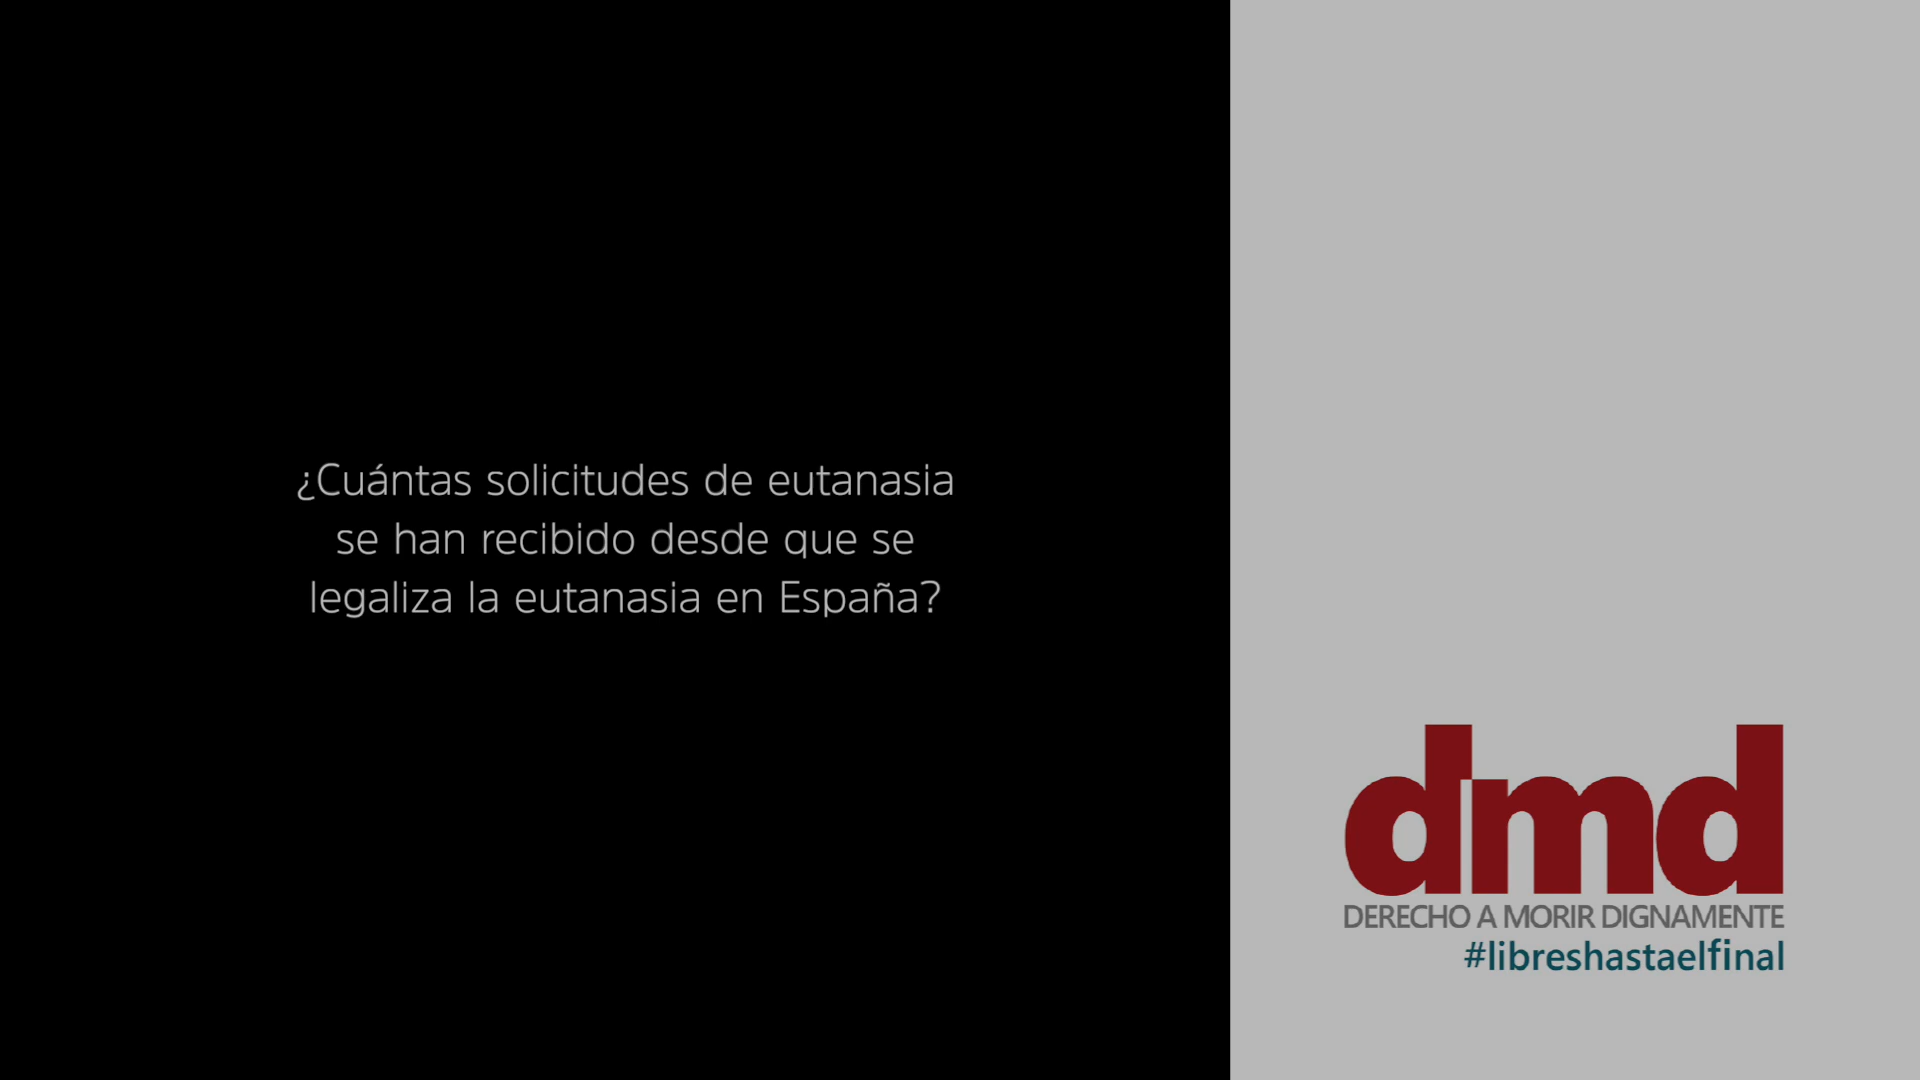 ¿Cuántas solicitudes de eutanasia
se han recibido desde que se
legaliza la eutanasia en España?
dmd
DERECHO A MORIR DIGNAMENTE
#libreshastaelfinal